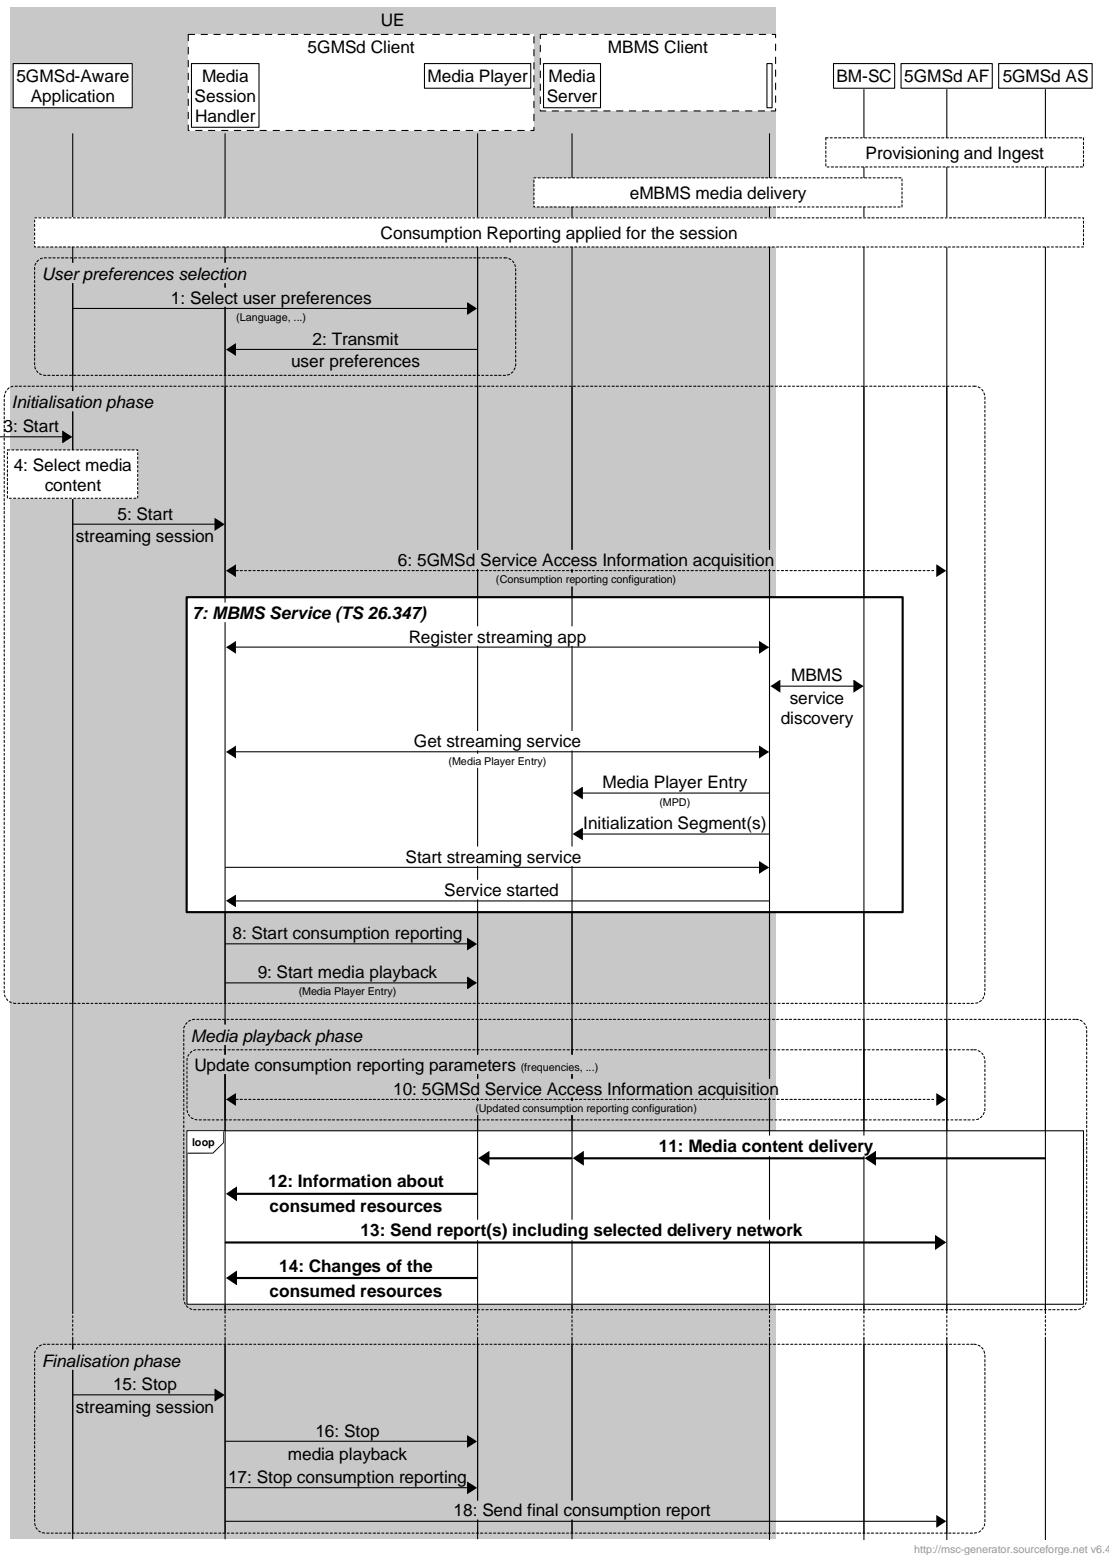 UE
5GMSd Client
MBMS Client
5GMSd-Aware
Application
Media
Session
Handler
Media Player
Media
Server
BM-SC
5GMSd AF
5GMSd AS
Provisioning and Ingest
eMBMS media delivery
Consumption Reporting applied for the session
User preferences selection
1: Select user preferences
(Language, ...)
2: Transmit
user preferences
Initialisation phase
3: Start
4: Select media
content
5: Start
streaming session
6: 5GMSd Service Access Information acquisition
(Consumption reporting configuration)
7: MBMS Service (TS 26.347)
Register streaming app
MBMS
service
discovery
Get streaming service
(Media Player Entry)
Media Player Entry
(MPD)
Initialization Segment(s)
Start streaming service
Service started
8: Start consumption reporting
9: Start media playback
(Media Player Entry)
Media playback phase
Update consumption reporting parameters (frequencies, ...)
10: 5GMSd Service Access Information acquisition
(Updated consumption reporting configuration)
loop
11: Media content delivery
12: Information about
consumed resources
13: Send report(s) including selected delivery network
14: Changes of the
consumed resources
Finalisation phase
15: Stop
streaming session
16: Stop
media playback
17: Stop consumption reporting
18: Send final consumption report
http://msc-generator.sourceforge.net v6.4